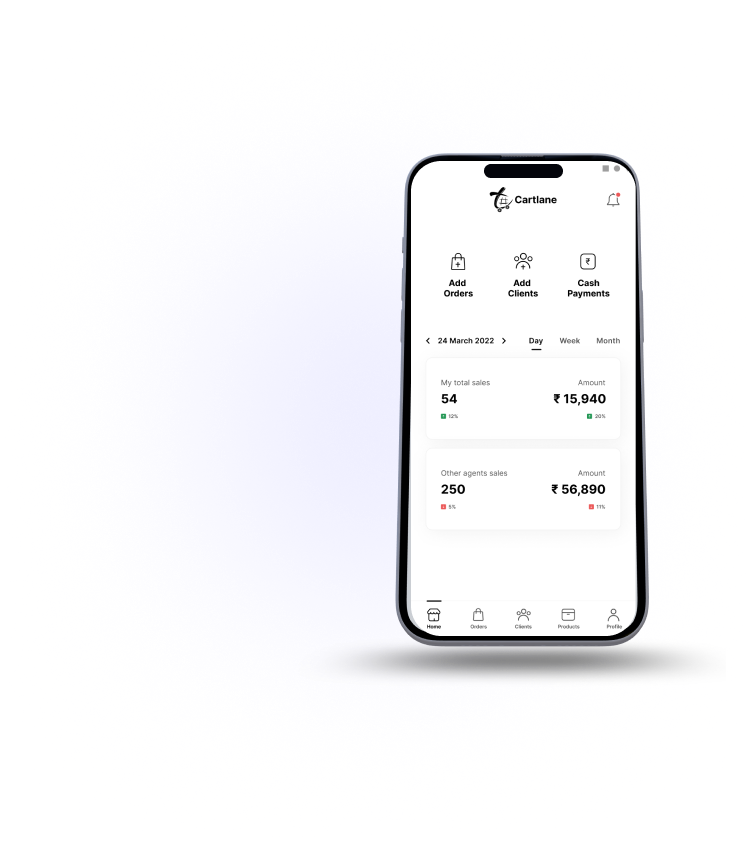 Cartlane
Add
Orders
Add
Clients
₹
Cash
Payments
24 March 2022
Day
Week
Month
My total sales
Amount
54
₹ 15,940
12%
20%
Other agents sales
Amount
250
₹ 56,890
5%
11%
Home
Orders
Clients
Products
Profile